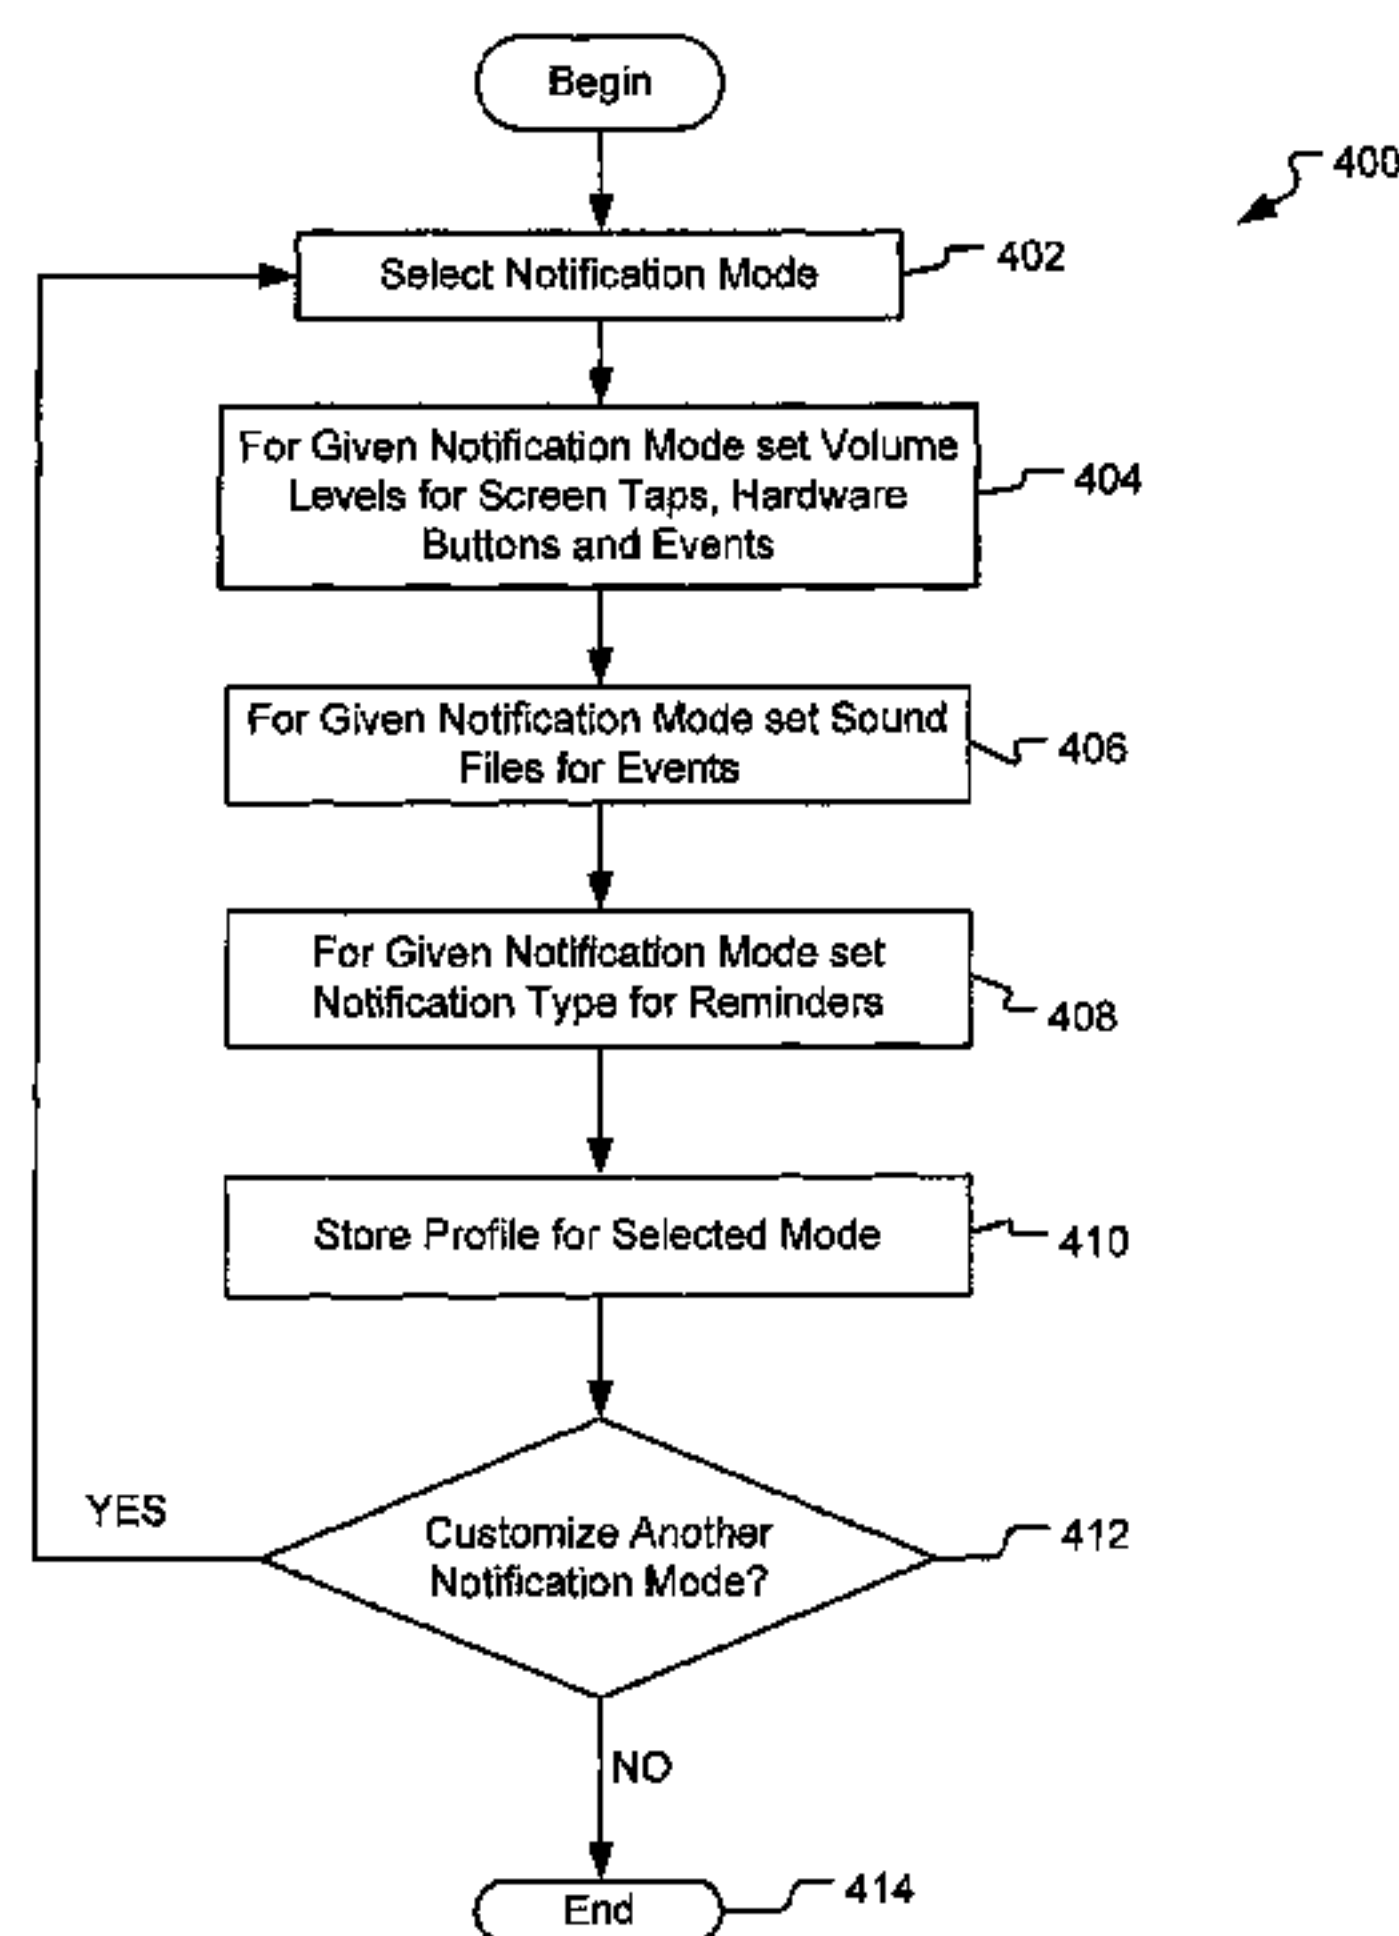 Begin
400
Select Notification Mode
402
For Given Notification Mode set Volume
Levels for Screen Taps, Hardware
Buttons and Events
404
For Given Notification Mode set Sound
Files for Events
406
For Given Notification Mode set
Notification Type for Reminders
408
Store Profile for Selected Mode
410
YES
Customize Another
Notification Mode?
412
NO
End
414